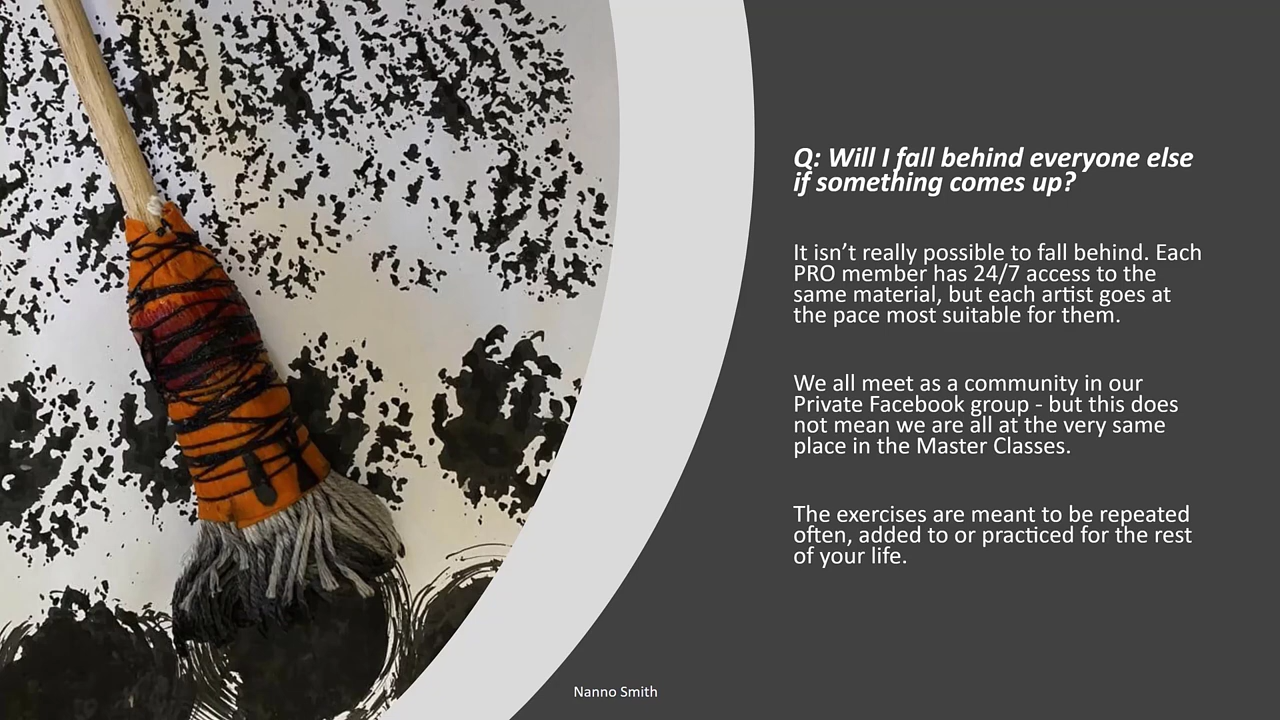 Q: Will I fall behind everyone else
if something comes up?
It isn’t really possible to fall behind. Each
PRO member has 24/7 access to the
same material, but each artist goes at
the pace most suitable for them.
We all meet as a community in our
Private Facebook group - but this does
not mean we are all at the very same
place in the Master Classes.
The exercises are meant to be repeated
often, added to or practiced for the rest
of your life.
Nanno Smith